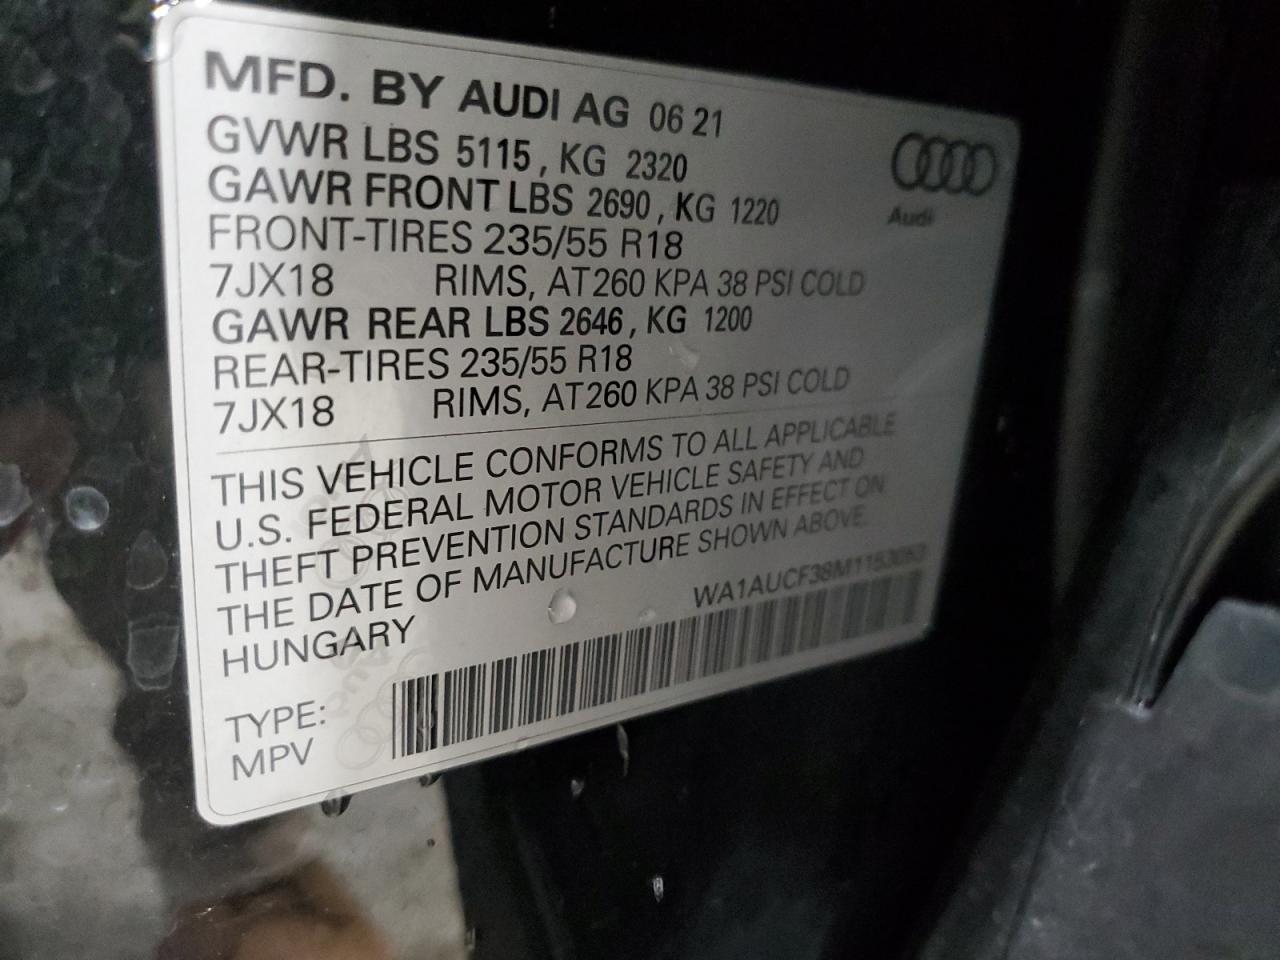 MFD. BY AUDI AG 06 21
GVWR LBS 5115, KG 2320
GAWR FRONT LBS 2690, KG 1220
FRONT-TIRES 235/55 R18
7JX18 RIMS, AT260 KPA 38 PSI COLD
GAWR REAR LBS 2646, KG 1200
REAR-TIRES 235/55 R18
7JX18 RIMS, AT260 KPA 38 PSI COLD
Audi
THIS VEHICLE CONFORMS TO ALL APPLICABLE
U.S. FEDERAL MOTOR VEHICLE SAFETY AND
THEFT PREVENTION STANDARDS IN EFFECT ON
THE DATE OF MANUFACTURE SHOWN ABOVE.
HUNGARY
WA1AUCF38M1153052
TYPE:
MPV